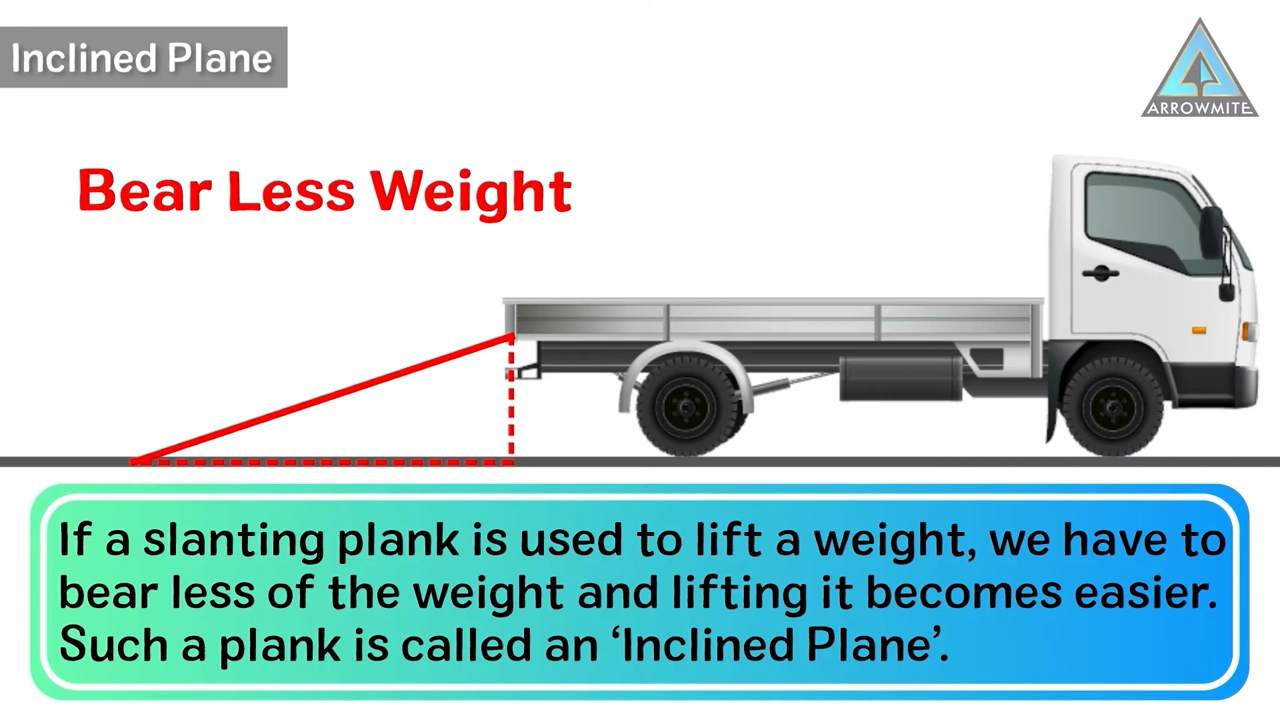 Inclined Plane
ARROWMITE
Bear Less Weight
If a slanting plank is used to lift a weight, we have to
bear less of the weight and lifting it becomes easier.
Such a plank is called an ‘Inclined Plane’.